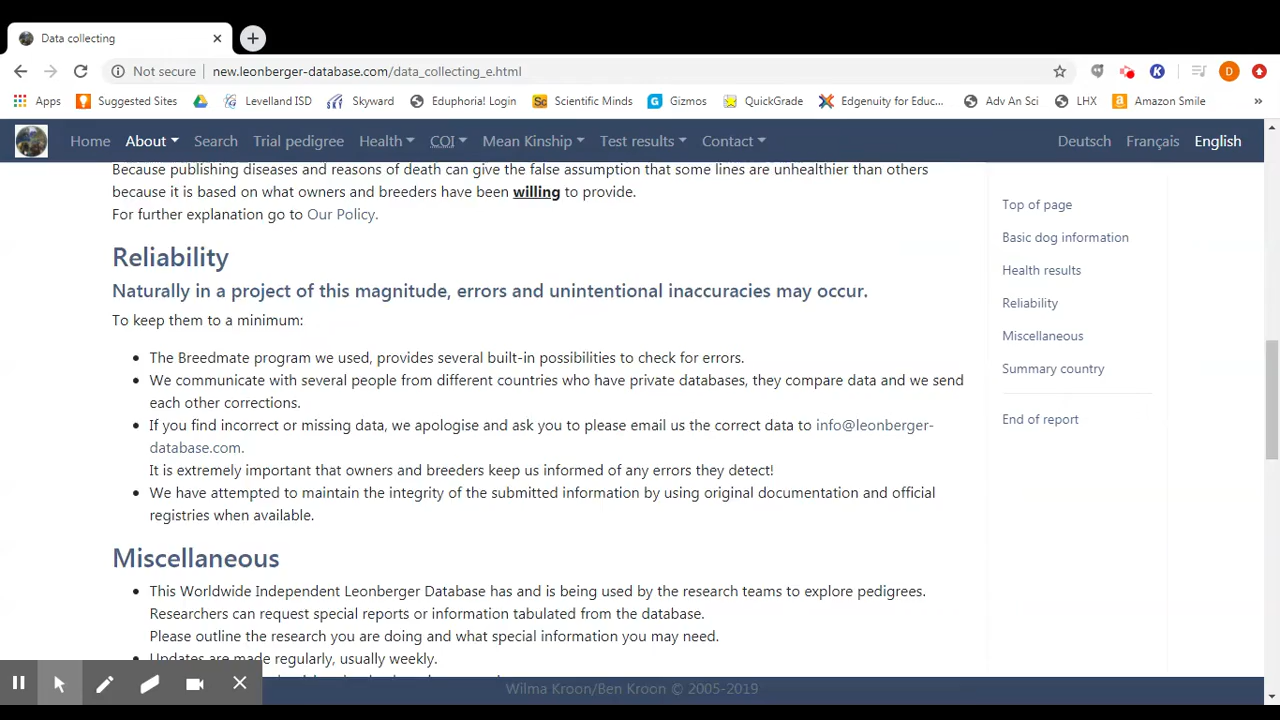 Data collecting
Not secure
new.leonberger-database.com/data_collecting_e.html
D
K
Apps
Suggested Sites
Levelland ISD
Skyward
Eduphoria! Login
Sc
Scientific Minds
G
Gizmos
QuickGrade
Edgenuity for Educ...
Adv An Sci
LHX
a
Amazon Smile
»
Home
About
Search
Trial pedigree
Health
COI
Mean Kinship
Test results
Contact
Deutsch
Français
English
Because publishing diseases and reasons of death can give the false assumption that some lines are unhealthier than others
because it is based on what owners and breeders have been willing to provide.
For further explanation go to Our Policy.
Reliability
Naturally in a project of this magnitude, errors and unintentional inaccuracies may occur.
To keep them to a minimum:
• The Breedmate program we used, provides several built-in possibilities to check for errors.
• We communicate with several people from different countries who have private databases, they compare data and we send
each other corrections.
• If you find incorrect or missing data, we apologise and ask you to please email us the correct data to info@leonberger-
database.com.
It is extremely important that owners and breeders keep us informed of any errors they detect!
• We have attempted to maintain the integrity of the submitted information by using original documentation and official
registries when available.
Miscellaneous
• This Worldwide Independent Leonberger Database has and is being used by the research teams to explore pedigrees.
Researchers can request special reports or information tabulated from the database.
Please outline the research you are doing and what special information you may need.
• Updates are made regularly, usually weekly.
Top of page
Basic dog information
Health results
Reliability
Miscellaneous
Summary country
End of report
Wilma Kroon/Ben Kroon © 2005-2019